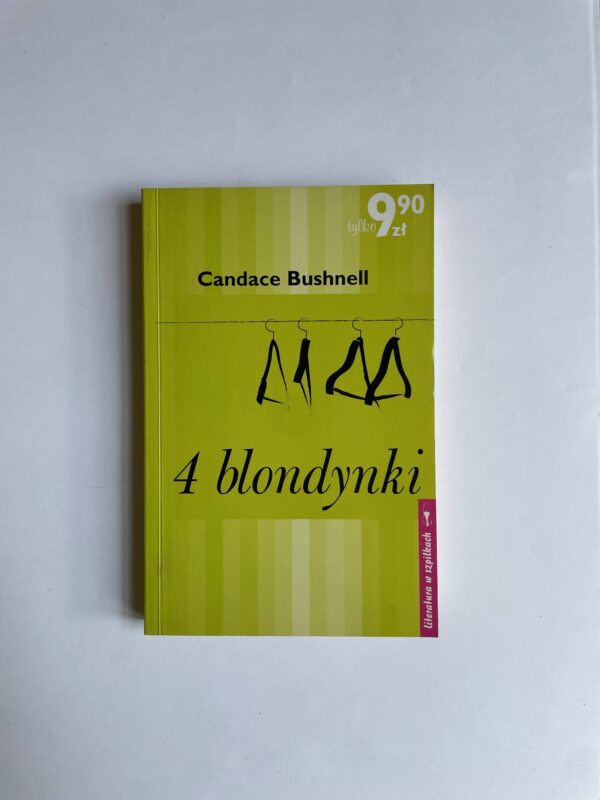 tylko 9 90 zł
Candace Bushnell
4 blondynki
literatura w szpilkach